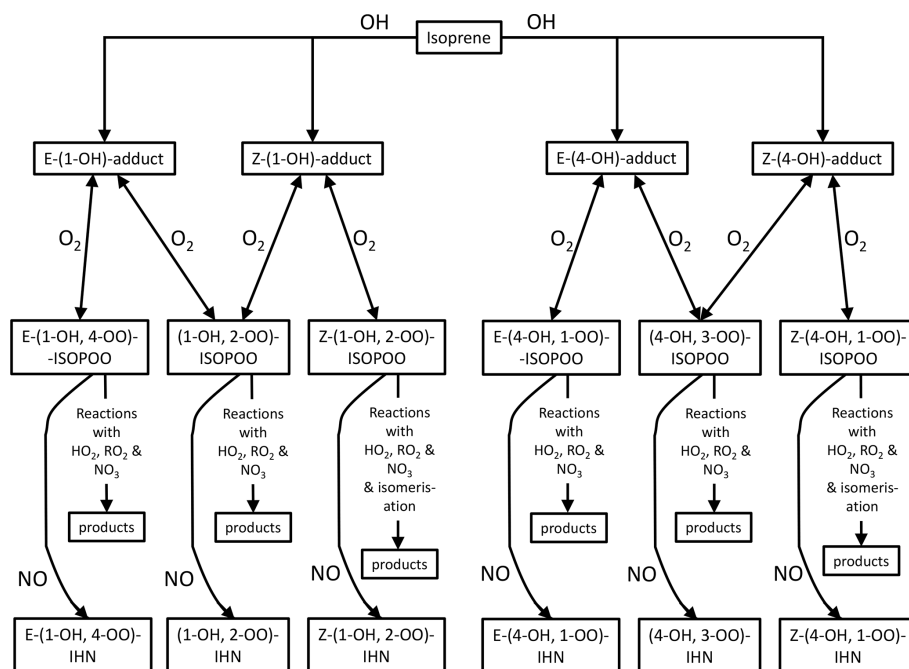 OH
Isoprene
OH
E-(1-OH)-adduct
Z-(1-OH)-adduct
E-(4-OH)-adduct
Z-(4-OH)-adduct
O₂
O₂
O₂
O₂
O₂
O₂
O₂
O₂
E-(1-OH, 4-OO)-
-ISOPOO
(1-OH, 2-OO)-
ISOPOO
Z-(1-OH, 2-OO)-
ISOPOO
E-(4-OH, 1-OO)-
-ISOPOO
(4-OH, 3-OO)-
ISOPOO
Z-(4-OH, 1-OO)-
ISOPOO
Reactions
with
HO₂, RO₂ &
NO₃
products
Reactions
with
HO₂, RO₂ &
NO₃
products
Reactions
with
HO₂, RO₂ &
NO₃
& isomeris-
ation
products
Reactions
with
HO₂, RO₂ &
NO₃
products
Reactions
with
HO₂, RO₂ &
NO₃
products
Reactions
with
HO₂, RO₂ &
NO₃
& isomeris-
ation
products
NO
NO
NO
NO
NO
NO
E-(1-OH, 4-OO)-
IHN
(1-OH, 2-OO)-
IHN
Z-(1-OH, 2-OO)-
IHN
E-(4-OH, 1-OO)-
IHN
(4-OH, 3-OO)-
IHN
Z-(4-OH, 1-OO)-
IHN